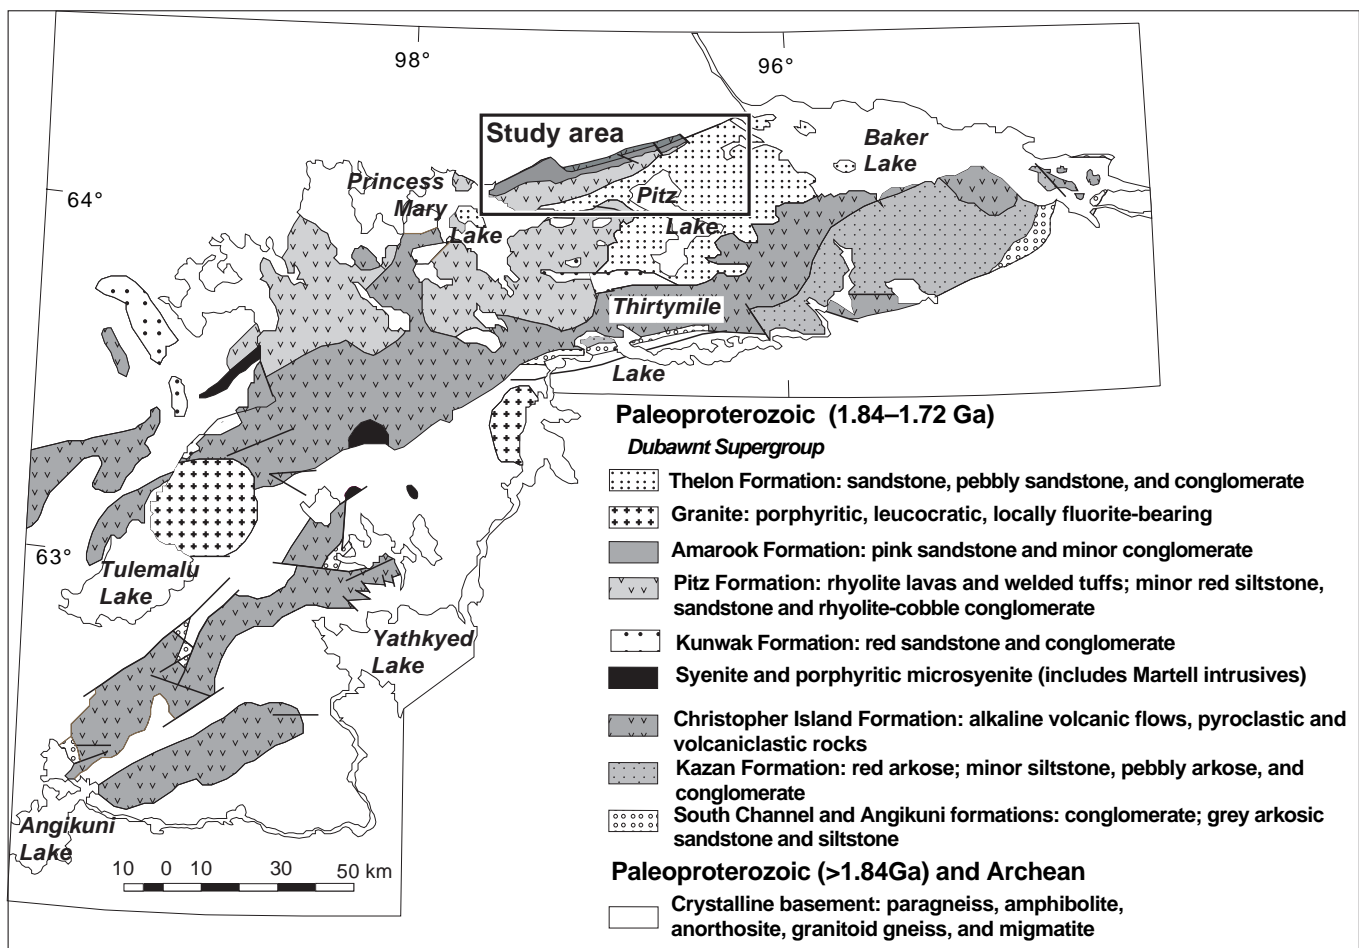 98°
96°
Study area
Baker
Lake
Princess
Mary
Lake
64°
Pitz
Lake
Thirtymile
Lake
63°
Tulemalu
Lake
Yathkyed
Lake
Angikuni
Lake
10 0 10 30 50 km
Paleoproterozoic (1.84–1.72 Ga)
Dubawnt Supergroup
Thelon Formation: sandstone, pebbly sandstone, and conglomerate
Granite: porphyritic, leucocratic, locally fluorite-bearing
Amarook Formation: pink sandstone and minor conglomerate
Pitz Formation: rhyolite lavas and welded tuffs; minor red siltstone,
sandstone and rhyolite-cobble conglomerate
Kunwak Formation: red sandstone and conglomerate
Syenite and porphyritic microsyenite (includes Martell intrusives)
Christopher Island Formation: alkaline volcanic flows, pyroclastic and
volcaniclastic rocks
Kazan Formation: red arkose; minor siltstone, pebbly arkose, and
conglomerate
South Channel and Angikuni formations: conglomerate; grey arkosic
sandstone and siltstone
Paleoproterozoic (>1.84Ga) and Archean
Crystalline basement: paragneiss, amphibolite,
anorthosite, granitoid gneiss, and migmatite